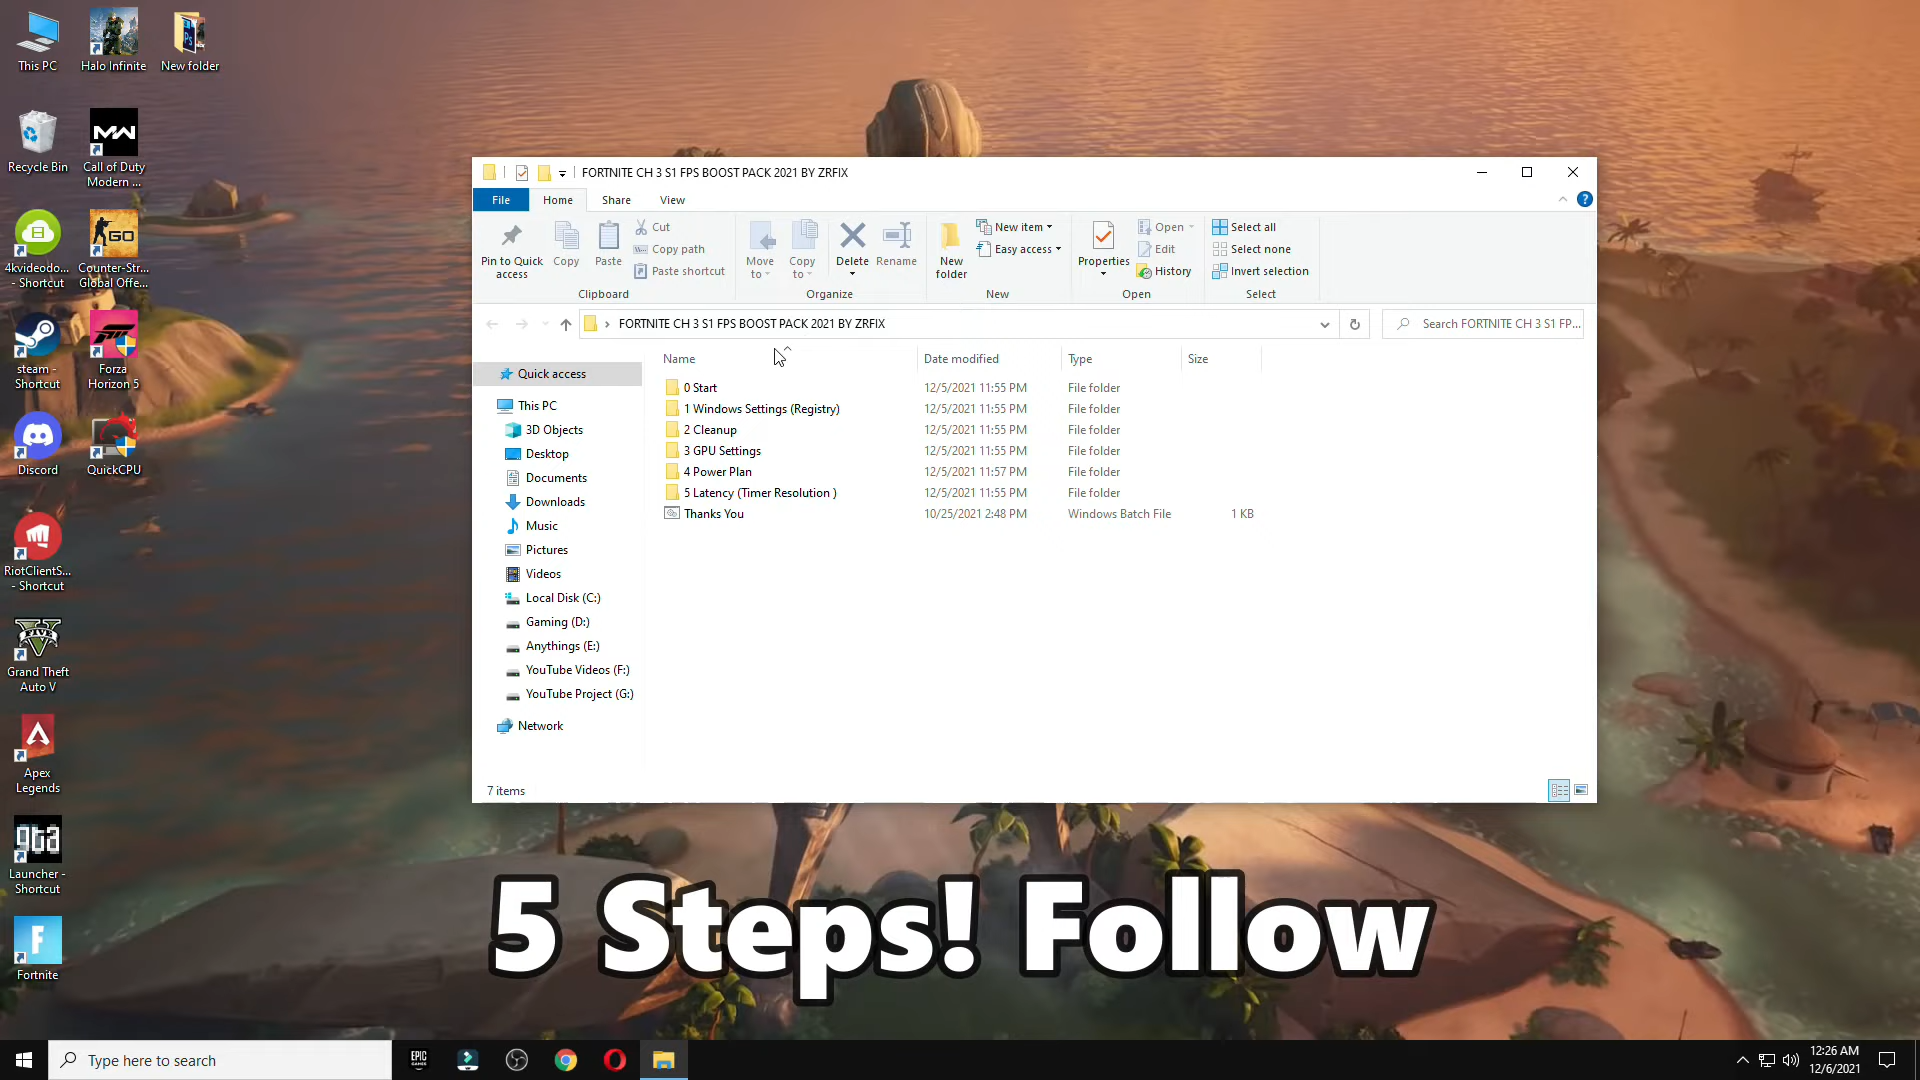 This PC
Halo Infinite
New folder
Recycle Bin
Call of Duty
Modern ...
4kvideodo...
- Shortcut
Counter-Str...
Global Offe...
steam -
Shortcut
Forza
Horizon 5
Discord
QuickCPU
RiotClientS...
- Shortcut
Grand Theft
Auto V
Apex
Legends
Launcher -
Shortcut
Fortnite
FORTNITE CH 3 S1 FPS BOOST PACK 2021 BY ZRFIX
File
Home
Share
View
Pin to Quick
access
Copy
Paste
Cut
Copy path
Paste shortcut
Clipboard
Move
to
Copy
to
Delete
Rename
Organize
New
folder
New item
Easy access
New
Properties
Open
Edit
History
Open
Select all
Select none
Invert selection
Select
FORTNITE CH 3 S1 FPS BOOST PACK 2021 BY ZRFIX
Search FORTNITE CH 3 S1 FP...
Quick access
This PC
3D Objects
Desktop
Documents
Downloads
Music
Pictures
Videos
Local Disk (C:)
Gaming (D:)
Anythings (E:)
YouTube Videos (F:)
YouTube Project (G:)
Network
Name Date modified Type Size
0 Start 12/5/2021 11:55 PM File folder
1 Windows Settings (Registry) 12/5/2021 11:55 PM File folder
2 Cleanup 12/5/2021 11:55 PM File folder
3 GPU Settings 12/5/2021 11:55 PM File folder
4 Power Plan 12/5/2021 11:57 PM File folder
5 Latency (Timer Resolution ) 12/5/2021 11:55 PM File folder
Thanks You 10/25/2021 2:48 PM Windows Batch File 1 KB
7 items
5 Steps! Follow
Type here to search
EPIC
GAMES
12:26 AM
12/6/2021